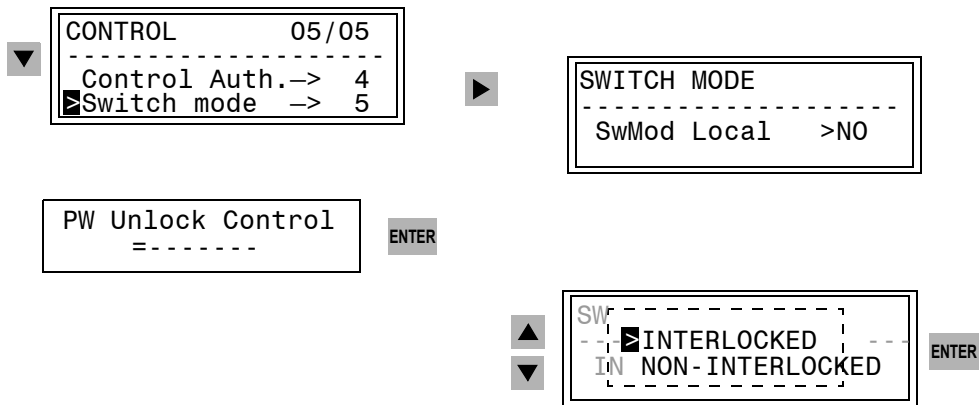 CONTROL 05/05
--------------------
Control Auth.—> 4
>Switch mode —> 5
SWITCH MODE
--------------------
SwMod Local >NO
PW Unlock Control
=-------
ENTER
SW
--->INTERLOCKED ---
IN NON-INTERLOCKED
ENTER